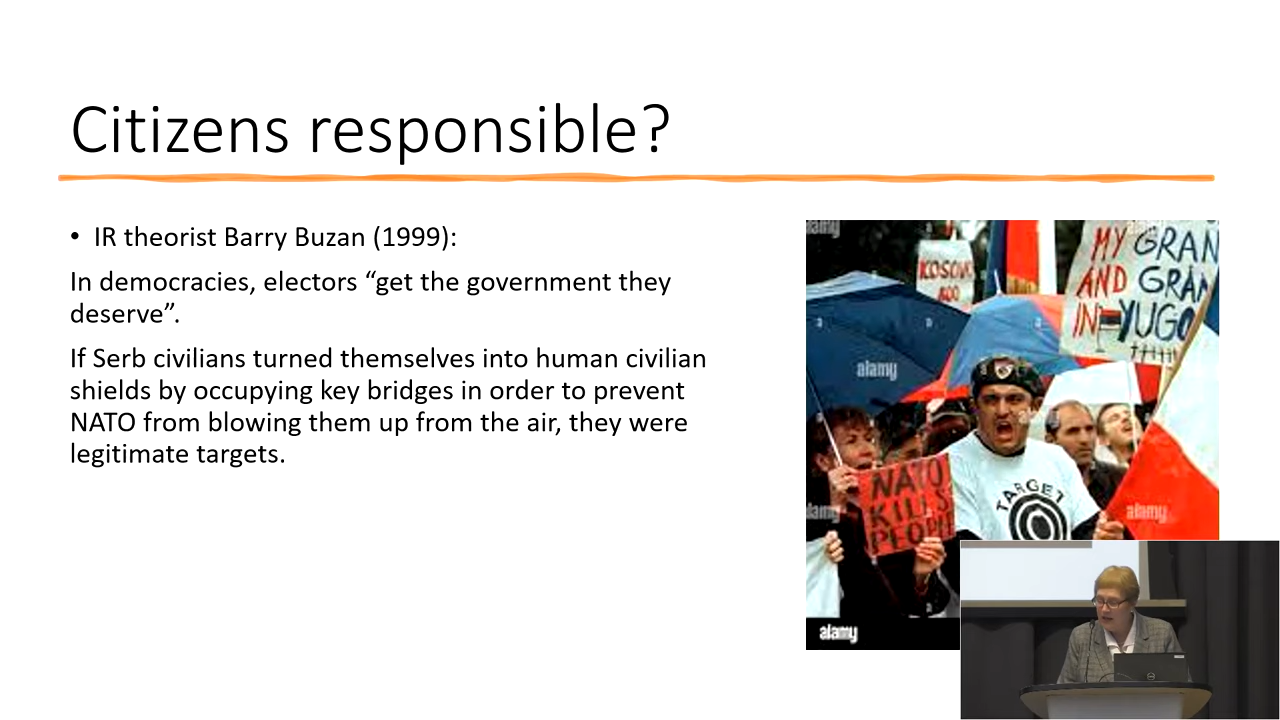 Citizens responsible?
• IR theorist Barry Buzan (1999):
In democracies, electors “get the government they
deserve”.
If Serb civilians turned themselves into human civilian
shields by occupying key bridges in order to prevent
NATO from blowing them up from the air, they were
legitimate targets.
alamy
KOSOVO
MY GRAN
AND GRAN
IN YUGO
a
a
a
alamy
NATO
KILLS
PEOPLE
TARGET
alamy
alamy
alamy